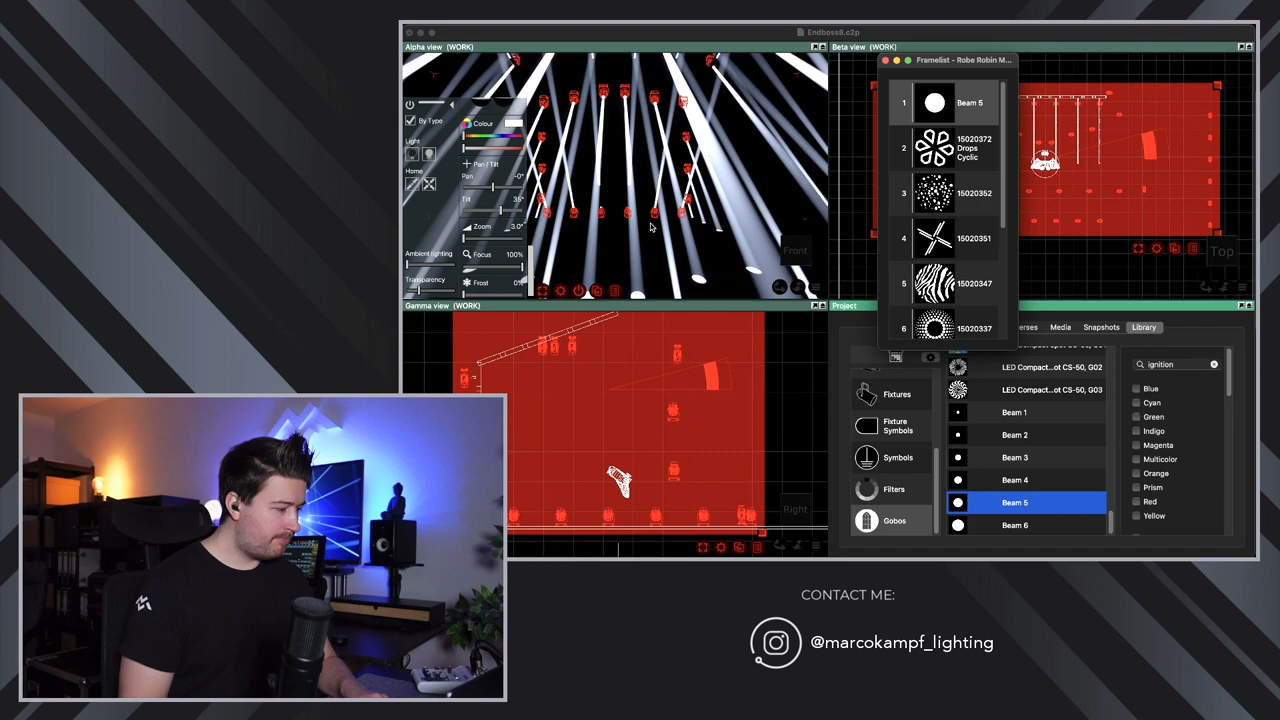 Endboss8.c2p
Alpha view (WORK)
Beta view (WORK)
Framelist - Robe Robin M...
By Type
Light
Home
Ambient lighting
Transparency
Colour
Pan / Tilt
Pan -0°
Tilt 35°
Zoom 3.0°
Focus 100%
Frost 0%
Front
1 Beam 5
2 15020372
Drops
Cyclic
3 15020352
4 15020351
5 15020347
6 15020337
Top
Gamma view (WORK)
Right
Project
erses Media Snapshots Library
Fixtures
Fixture
Symbols
Symbols
Filters
Gobos
LED Compact...ot CS-50, G02
LED Compact...ot CS-50, G03
Beam 1
Beam 2
Beam 3
Beam 4
Beam 5
Beam 6
ignition
Blue
Cyan
Green
Indigo
Magenta
Multicolor
Orange
Prism
Red
Yellow
CONTACT ME:
@marcokampf_lighting